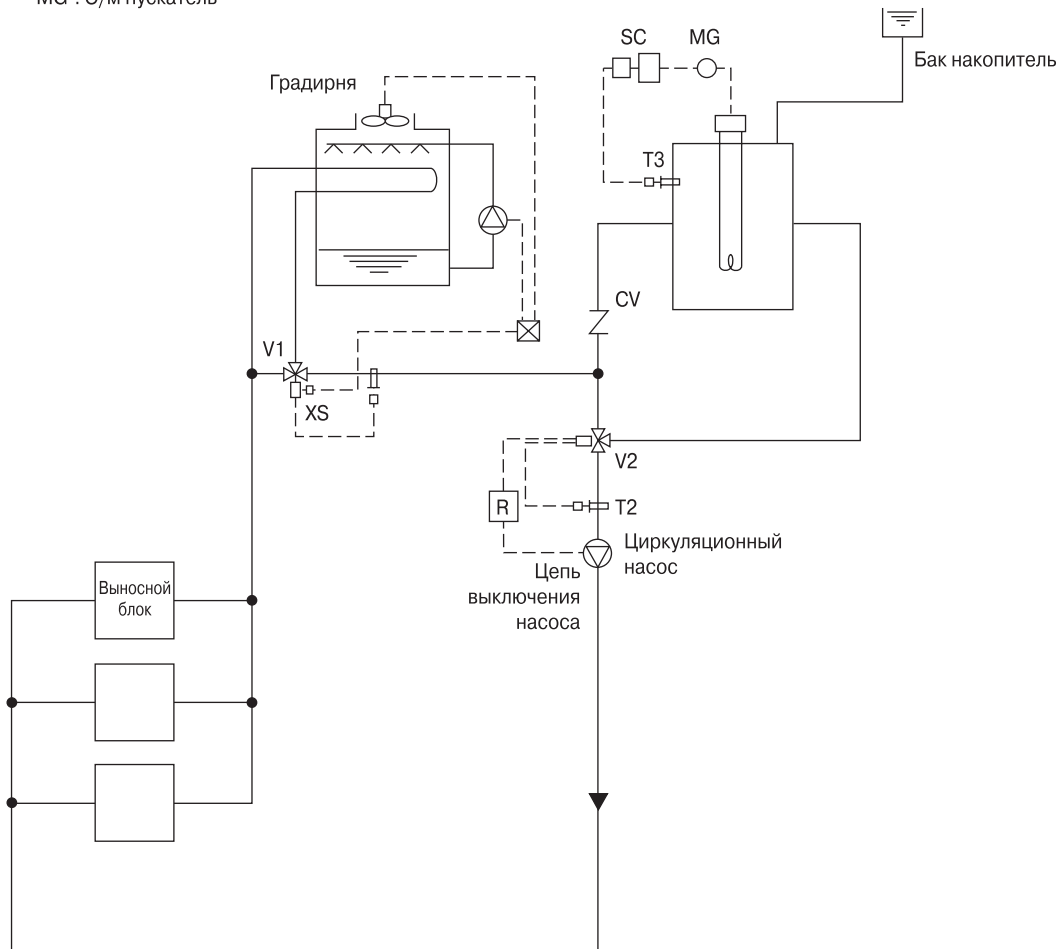 MG : Э/м пускатель
SC
MG
Бак накопитель
Градирня
T3
CV
V1
XS
V2
R
T2
Циркуляционный
насос
Цепь
выключения
насоса
Выносной
блок